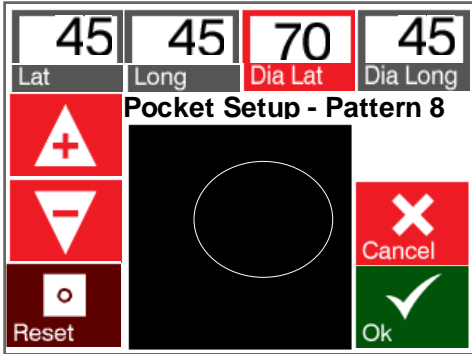 45 45 70 45
Lat Long Dia Lat Dia Long
Pocket Setup - Pattern 8
+
-
Cancel
Reset
Ok